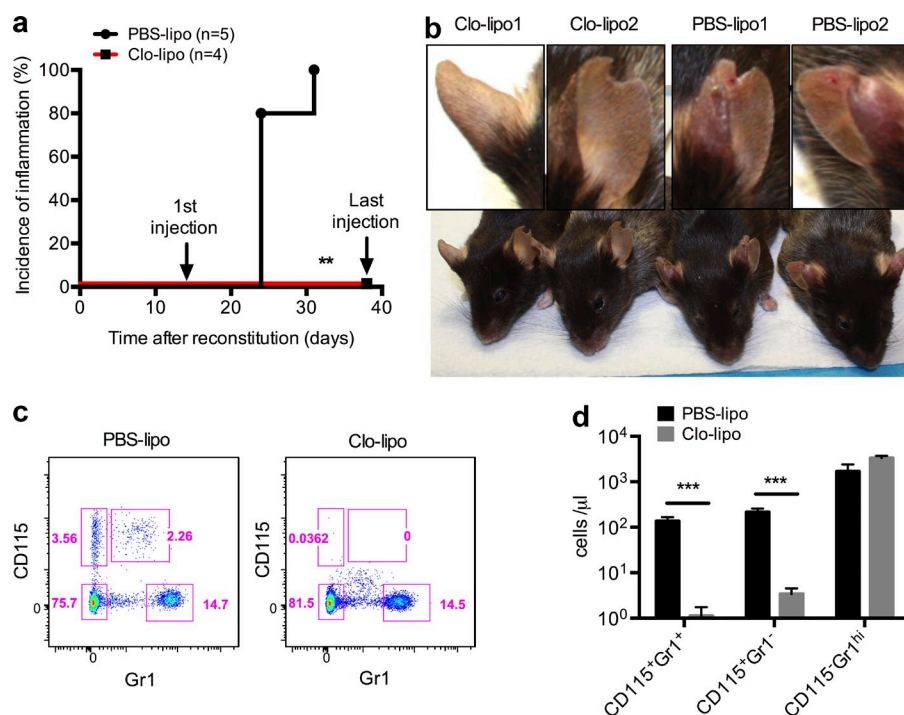 a
PBS-lipo (n=5)
Clo-lipo (n=4)
Incidence of inflammation (%)
100
80
60
40
20
0
1st
injection
**
Last
injection
0
10
20
30
40
Time after reconstitution (days)
b
Clo-lipo1
Clo-lipo2
PBS-lipo1
PBS-lipo2
c
PBS-lipo
Clo-lipo
CD115
3.56
2.26
75.7
14.7
0
0
Gr1
CD115
0.0362
0
81.5
14.5
0
0
Gr1
d
PBS-lipo
Clo-lipo
cells /µl
10⁴
10³
10²
10¹
10⁰
***
***
CD115⁺Gr1⁺
CD115⁺Gr1⁻
CD115⁻Gr1ʰⁱ